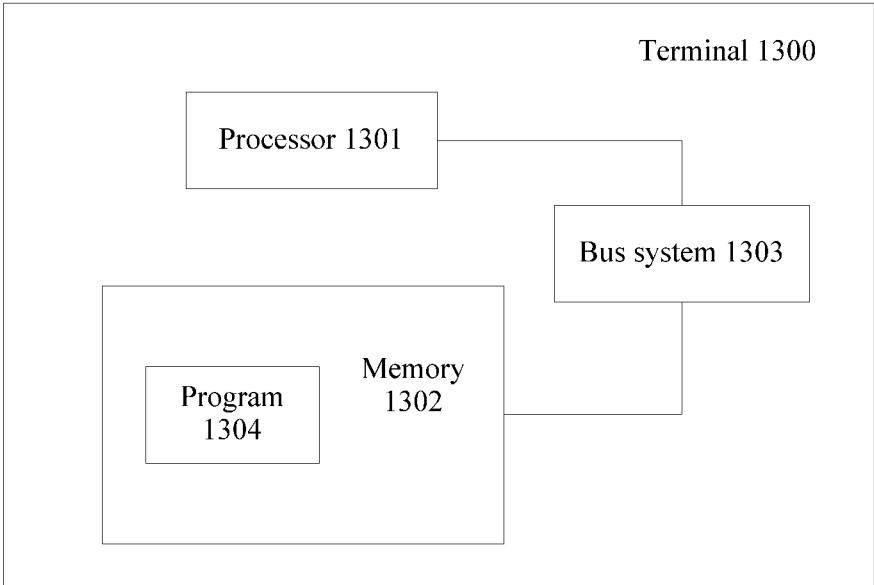 Terminal 1300
Processor 1301
Bus system 1303
Memory
1302
Program
1304